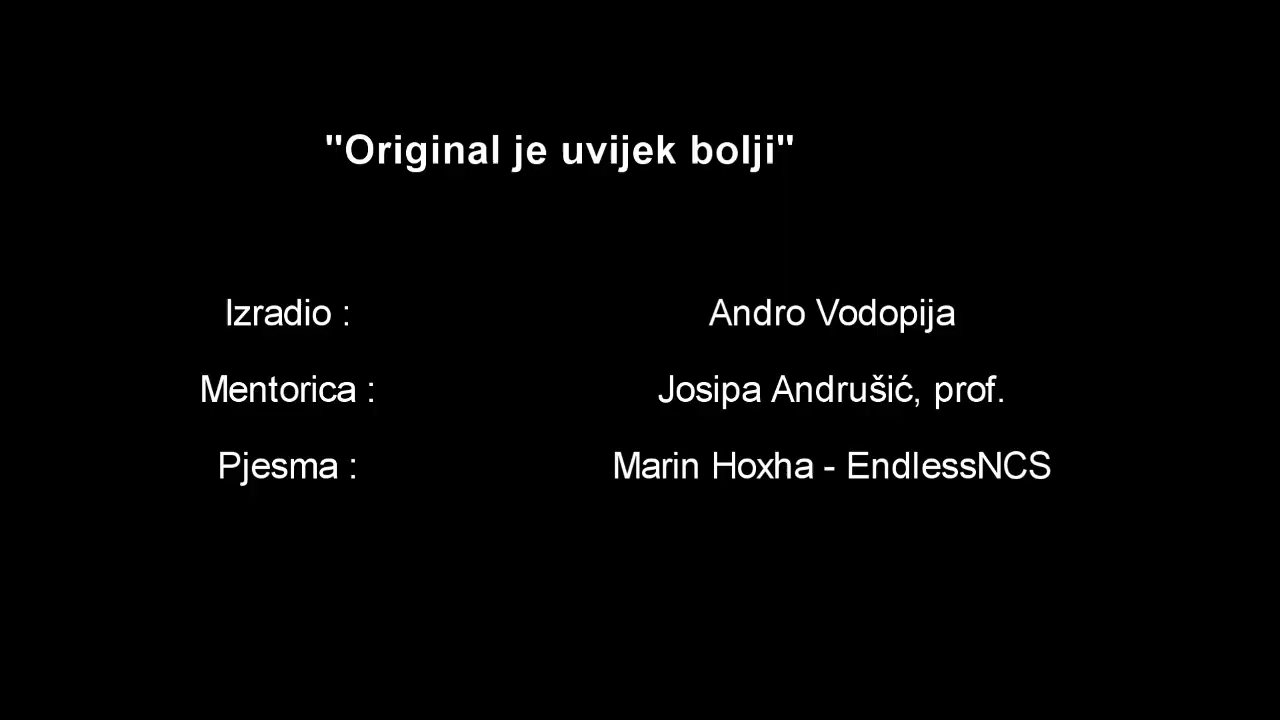 "Original je uvijek bolji"
Izradio : Andro Vodopija
Mentorica : Josipa Andrušić, prof.
Pjesma : Marin Hoxha - EndlessNCS